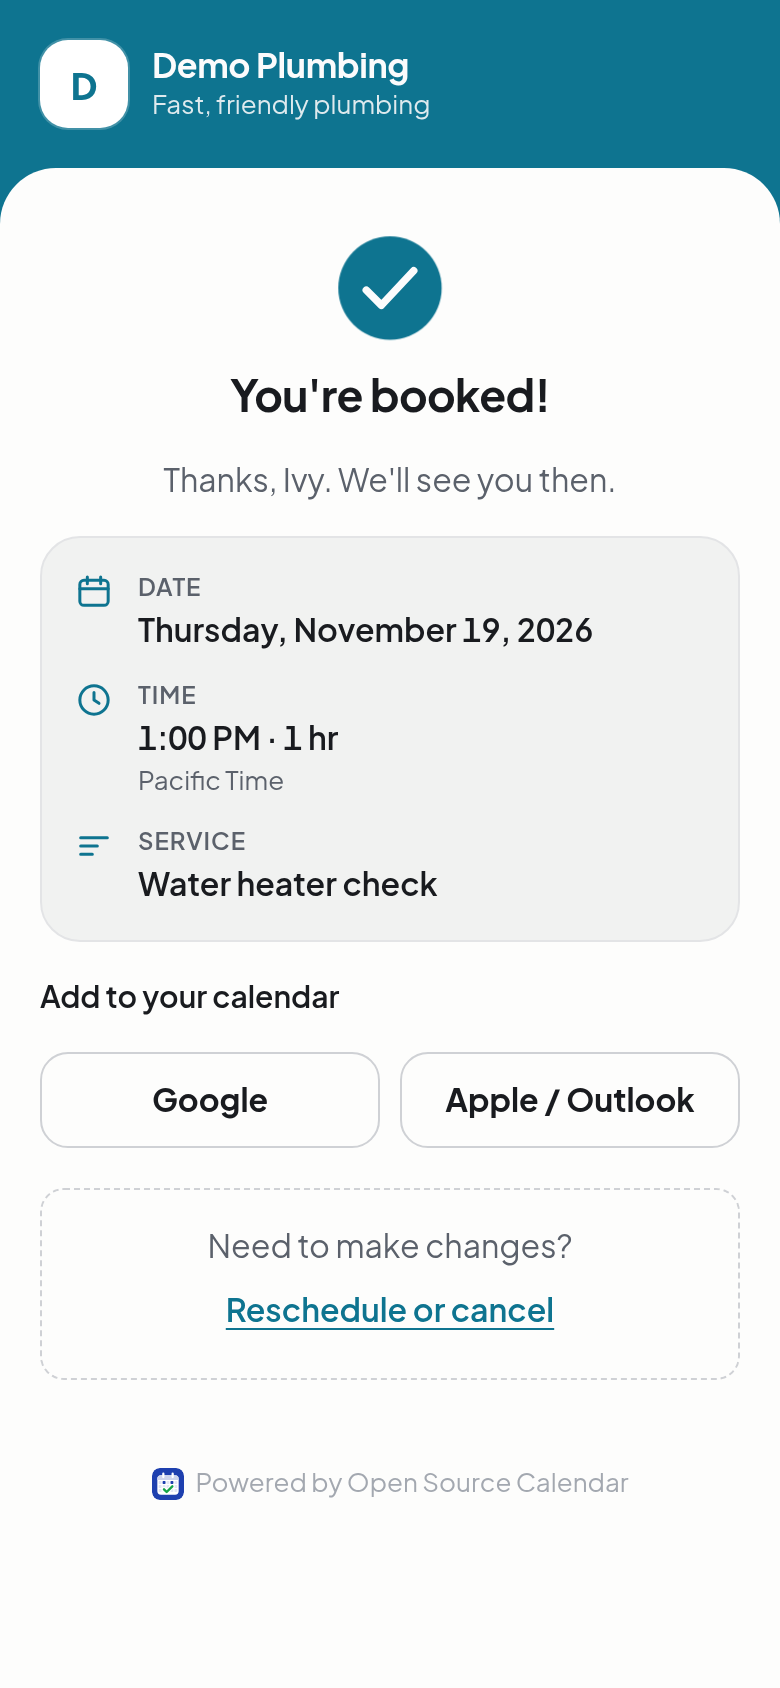 D
Demo Plumbing
Fast, friendly plumbing
You're booked!
Thanks, Ivy. We'll see you then.
DATE
Thursday, November 19, 2026
TIME
1:00 PM · 1 hr
Pacific Time
SERVICE
Water heater check
Add to your calendar
Google
Apple / Outlook
Need to make changes?
Reschedule or cancel
Powered by Open Source Calendar